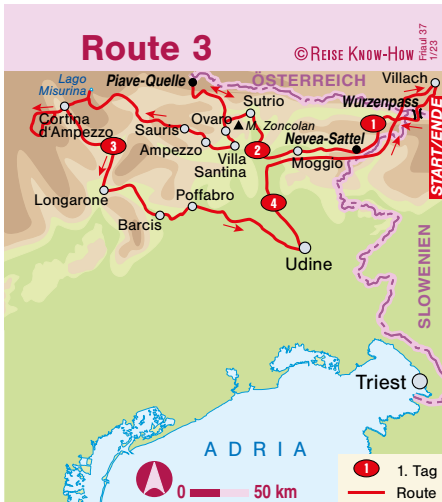 Route 3
© REISE KNOW-HOW
Friaul 37
1/23
Lago
Misurina
Piave-Quelle
ÖSTERREICH
Villach
Cortina
d'Ampezzo
Sauris
Ovaro
Sutrio
M. Zoncolan
Wurzenpass
1
START/ENDE
3
Ampezzo
Villa
Santina
2
Nevea-Sattel
Moggio
Longarone
Poffabro
4
Barcis
Udine
SLOWENIEN
Triest
ADRIA
0
50 km
1
1. Tag
Route